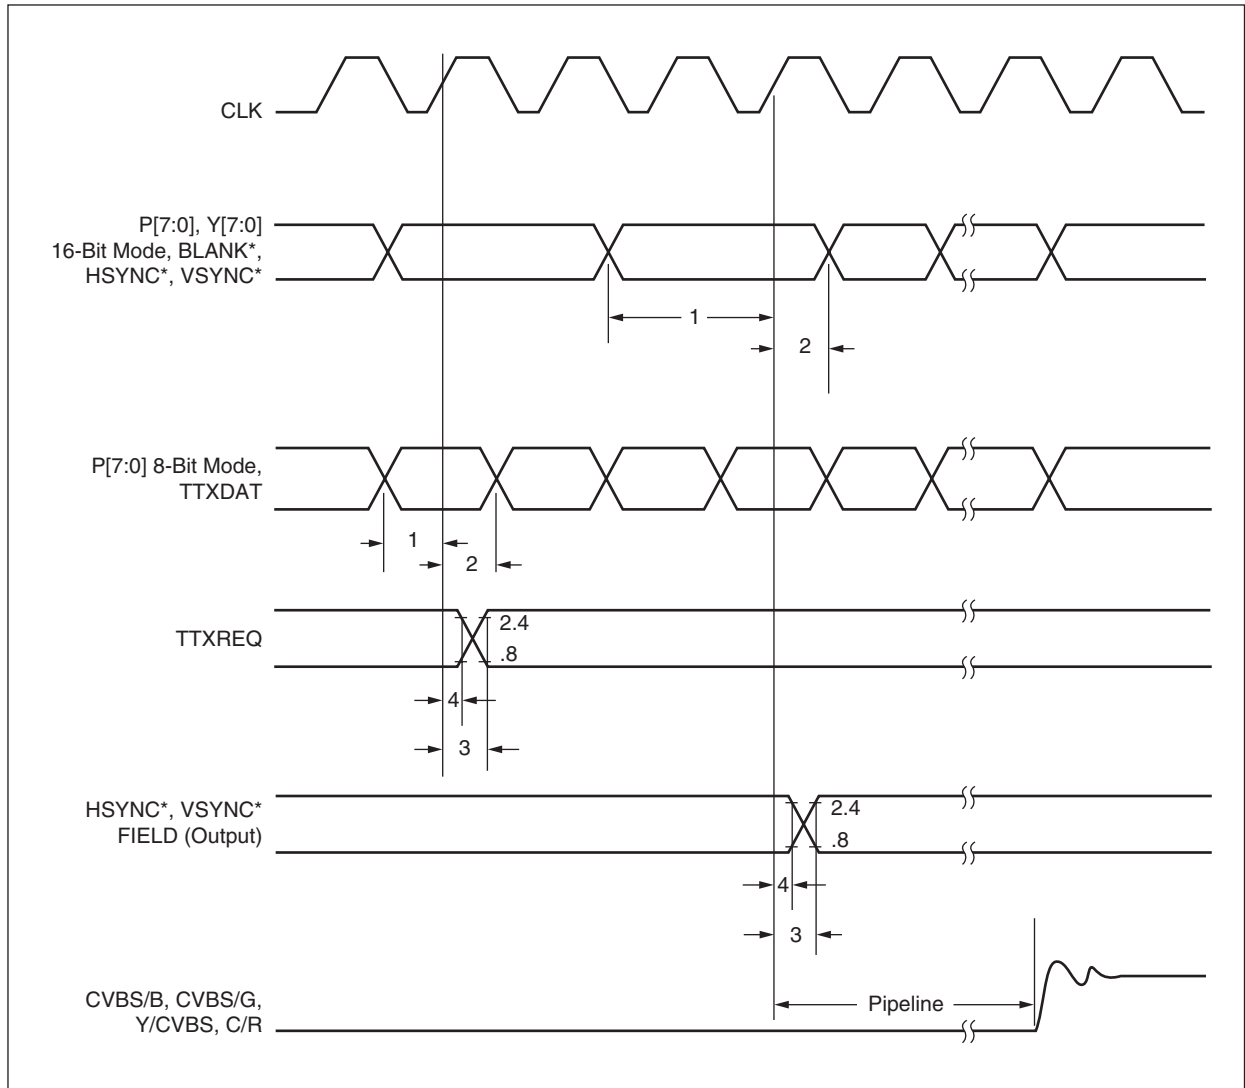 CLK
P[7:0], Y[7:0]
16-Bit Mode, BLANK*,
HSYNC*, VSYNC*
1
2
P[7:0] 8-Bit Mode,
TTXDAT
1
2
TTXREQ
2.4
.8
4
3
HSYNC*, VSYNC*
FIELD (Output)
2.4
.8
4
3
CVBS/B, CVBS/G,
Y/CVBS, C/R
Pipeline